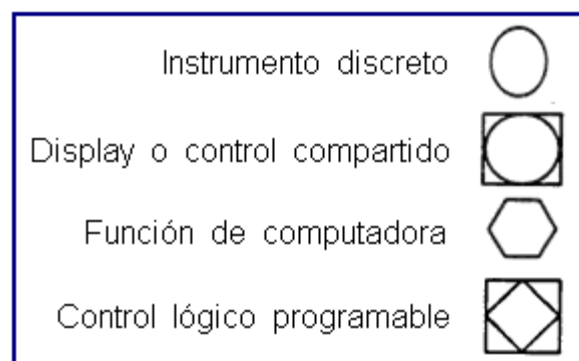 Instrumento discreto
Display o control compartido
Función de computadora
Control lógico programable